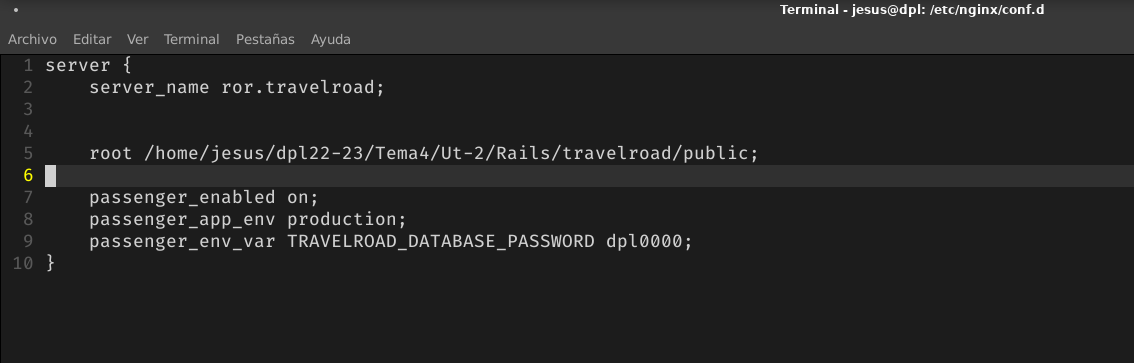 Terminal - jesus@dpl: /etc/nginx/conf.d
Archivo Editar Ver Terminal Pestañas Ayuda
1 server {
2     server_name ror.travelroad;
3
4
5     root /home/jesus/dpl22-23/Tema4/Ut-2/Rails/travelroad/public;
6
7     passenger_enabled on;
8     passenger_app_env production;
9     passenger_env_var TRAVELROAD_DATABASE_PASSWORD dpl0000;
10 }